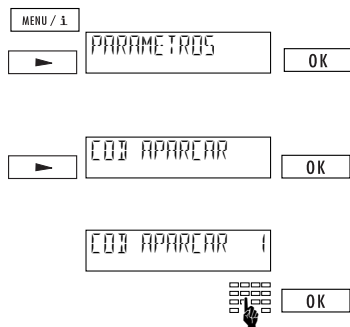 MENU / i
PARAMETROS
OK
COD APARCAR
OK
COD APARCAR 1
OK